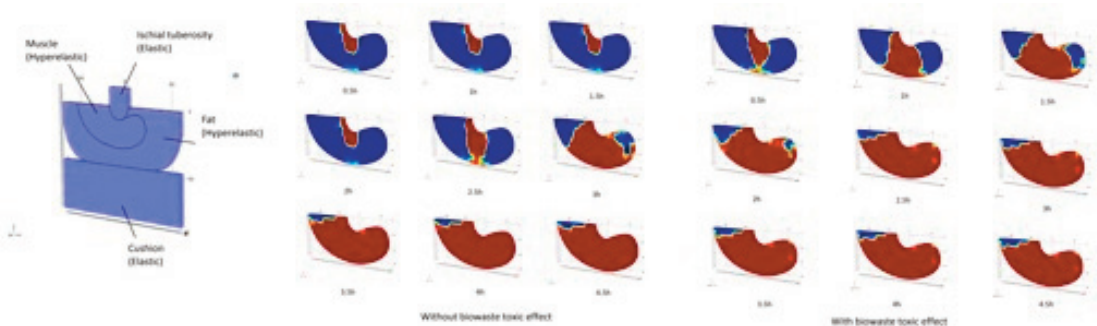 Ischial tuberosity
(Elastic)
Muscle
(Hyperelastic)
Fat
(Hyperelastic)
Cushion
(Elastic)
0.5h
1h
1.5h
2h
2.5h
3h
3.5h
4h
4.5h
Without biowaste toxic effect
0.5h
1h
1.5h
2h
2.5h
3h
3.5h
4h
4.5h
With biowaste toxic effect